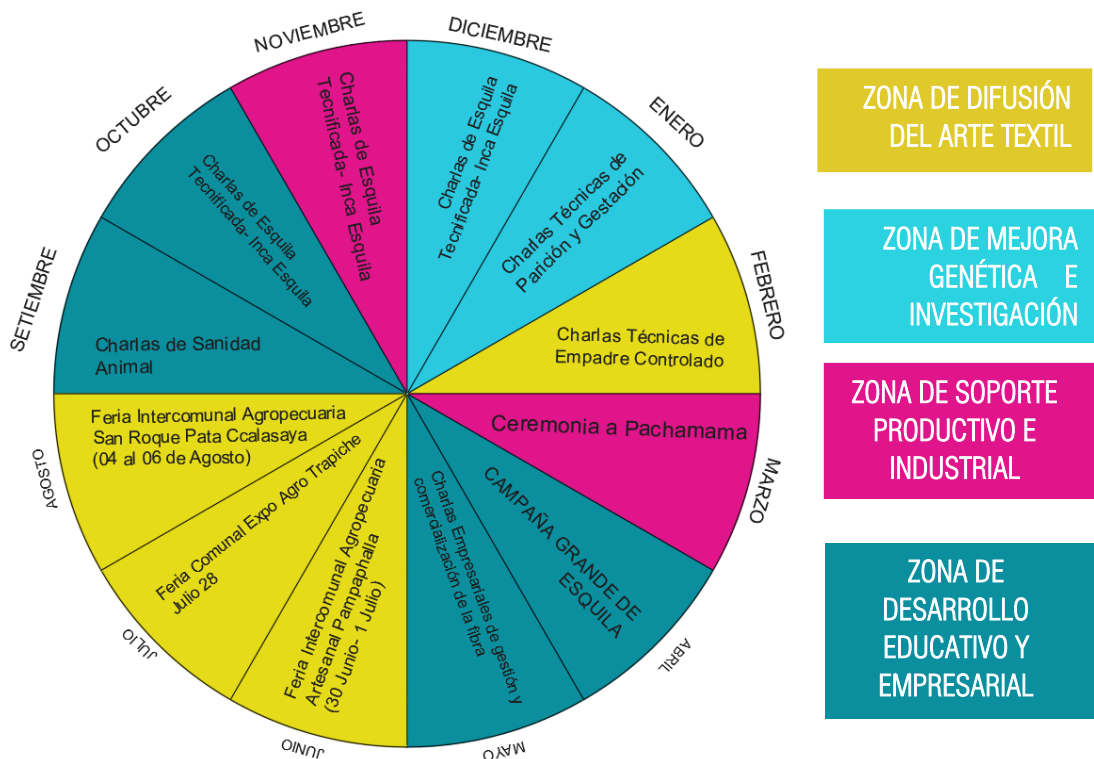 NOVIEMBRE
DICIEMBRE
OCTUBRE
ENERO
SETIEMBRE
FEBRERO
AGOSTO
MARZO
JULIO
ABRIL
JUNIO
MAYO
Charlas de Esquila
Tecnificada- Inca Esquila
Charlas de Esquila
Tecnificada- Inca Esquila
Charlas Técnicas de
Parición y Gestación
Charlas Técnicas de
Empadre Controlado
Ceremonia a Pachamama
CAMPAÑA GRANDE DE
ESQUILA
Charlas Empresariales de gestión y
comercialización de la fibra
Feria Intercomunal Agropecuaria
Artesanal Pampaphalla
(30 Junio- 1 Julio)
Feria Comunal Expo Agro Trapiche
Julio 28
Feria Intercomunal Agropecuaria
San Roque Pata Ccalasaya
(04 al 06 de Agosto)
Charlas de Sanidad
Animal
Charlas de Esquila
Tecnificada- Inca Esquila
ZONA DE DIFUSIÓN
DEL ARTE TEXTIL
ZONA DE MEJORA
GENÉTICA E
INVESTIGACIÓN
ZONA DE SOPORTE
PRODUCTIVO E
INDUSTRIAL
ZONA DE
DESARROLLO
EDUCATIVO Y
EMPRESARIAL